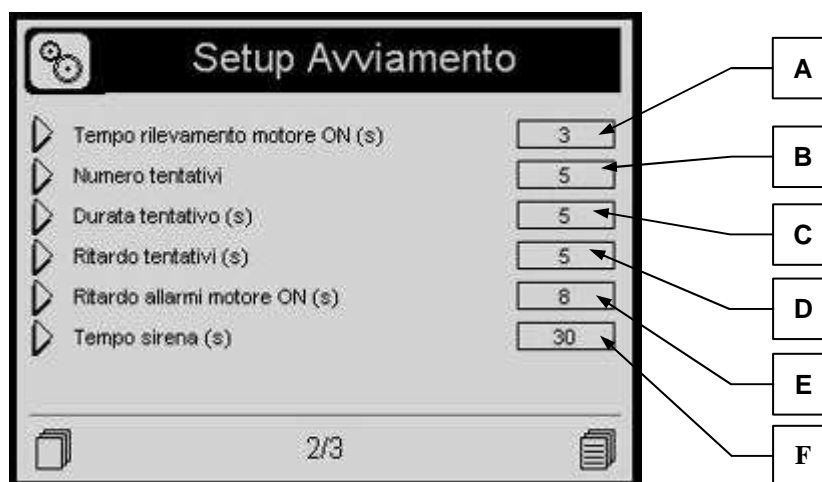 Setup Avviamento
A
Tempo rilevamento motore ON (s) 3
B
Numero tentativi 5
Durata tentativo (s) 5
C
Ritardo tentativi (s) 5
D
Ritardo allarmi motore ON (s) 8
Tempo sirena (s) 30
E
2/3
F